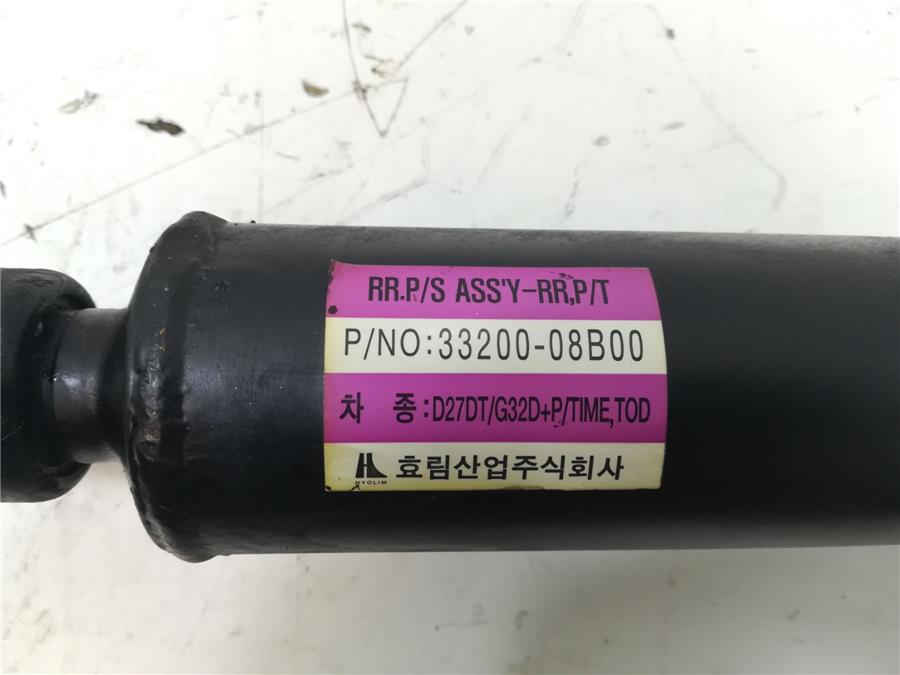 RR.P/S ASS'Y-RR,P/T
P/NO:33200-08B00
차 종:D27DT/G32D+P/TIME,TOD
HYOLIM 효림산업주식회사